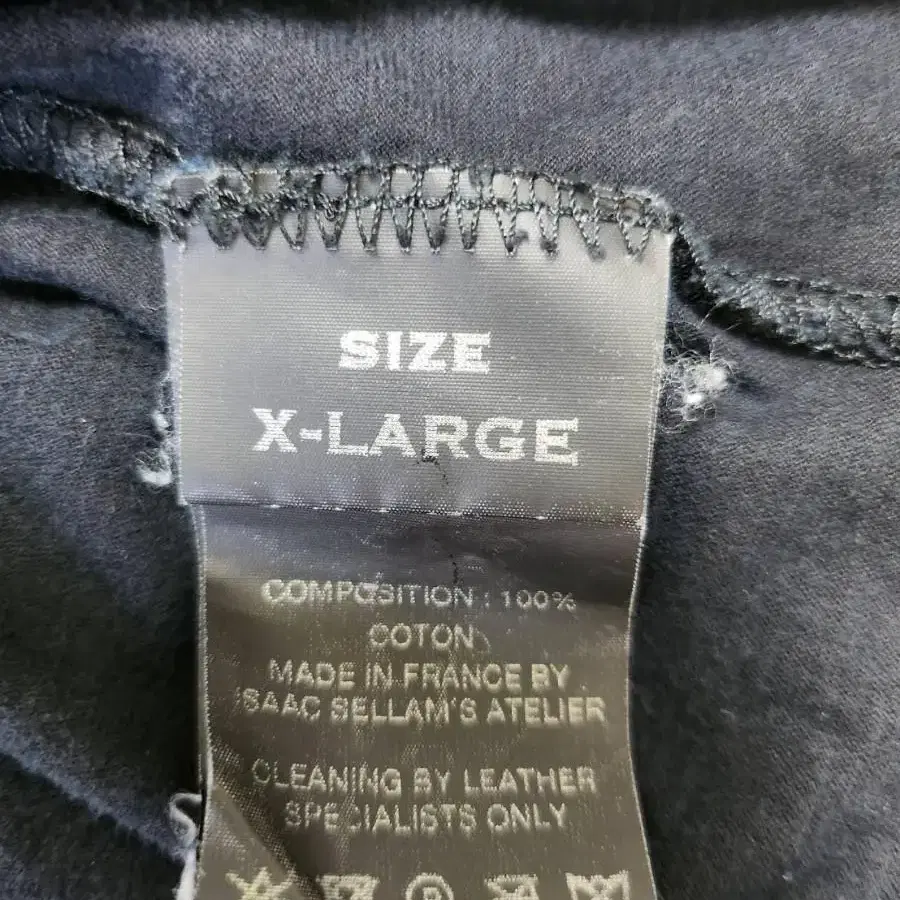 SIZE
X-LARGE
COMPOSITION : 100%
COTON
MADE IN FRANCE BY
ISAAC SELLAM'S ATELIER
CLEANING BY LEATHER
SPECIALISTS ONLY
P